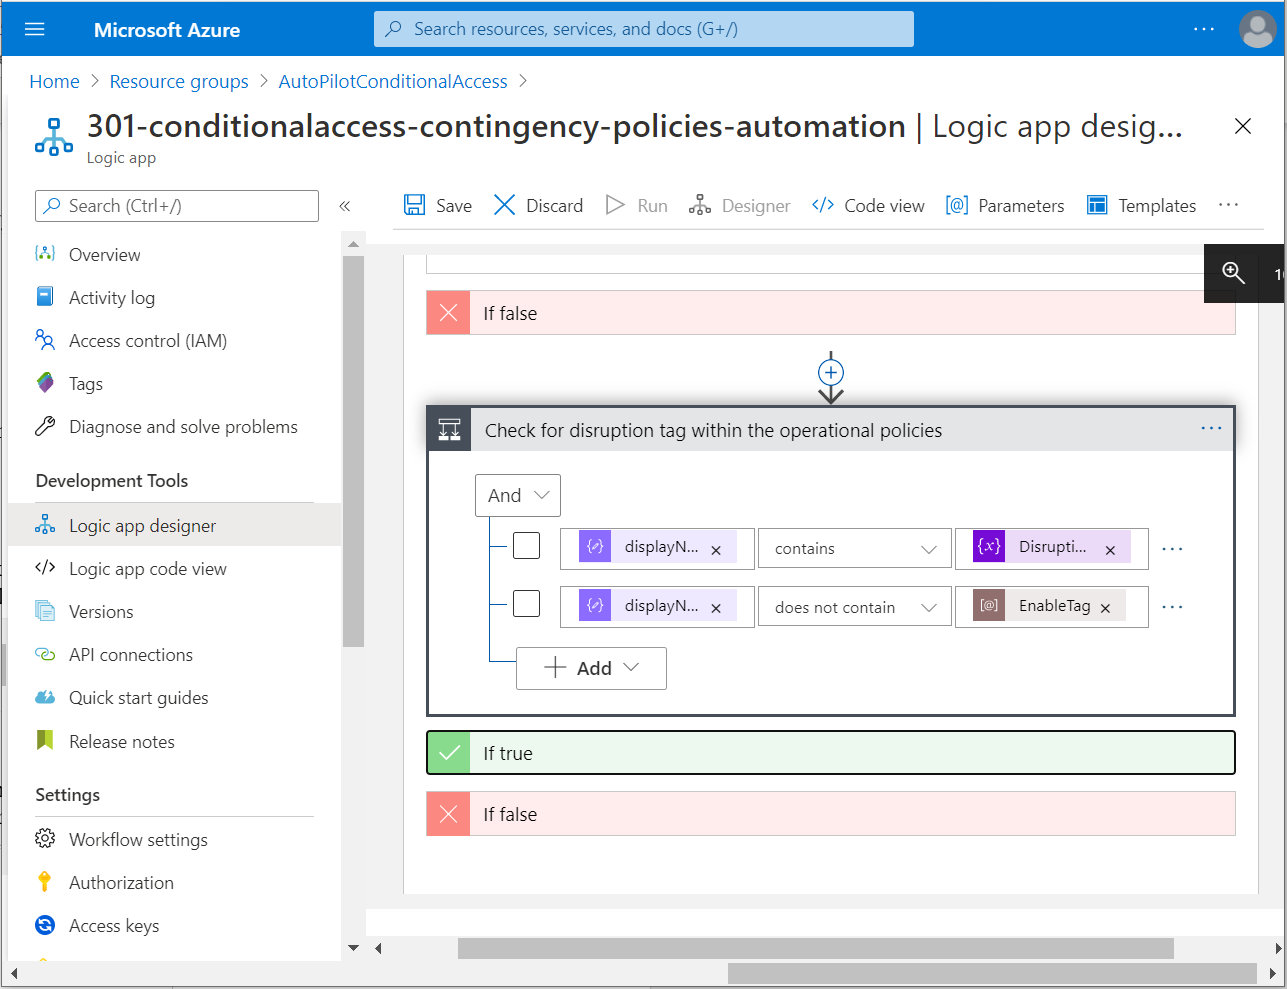 Microsoft Azure
Search resources, services, and docs (G+/)
Home > Resource groups > AutoPilotConditionalAccess >
301-conditionalaccess-contingency-policies-automation | Logic app desig...
Logic app
Search (Ctrl+/)
Save Discard Run Designer Code view Parameters Templates
Overview
Activity log
Access control (IAM)
Tags
Diagnose and solve problems
Development Tools
Logic app designer
Logic app code view
Versions
API connections
Quick start guides
Release notes
Settings
Workflow settings
Authorization
Access keys
If false
Check for disruption tag within the operational policies
And
displayN... contains Disrupti...
displayN... does not contain EnableTag
Add
If true
If false